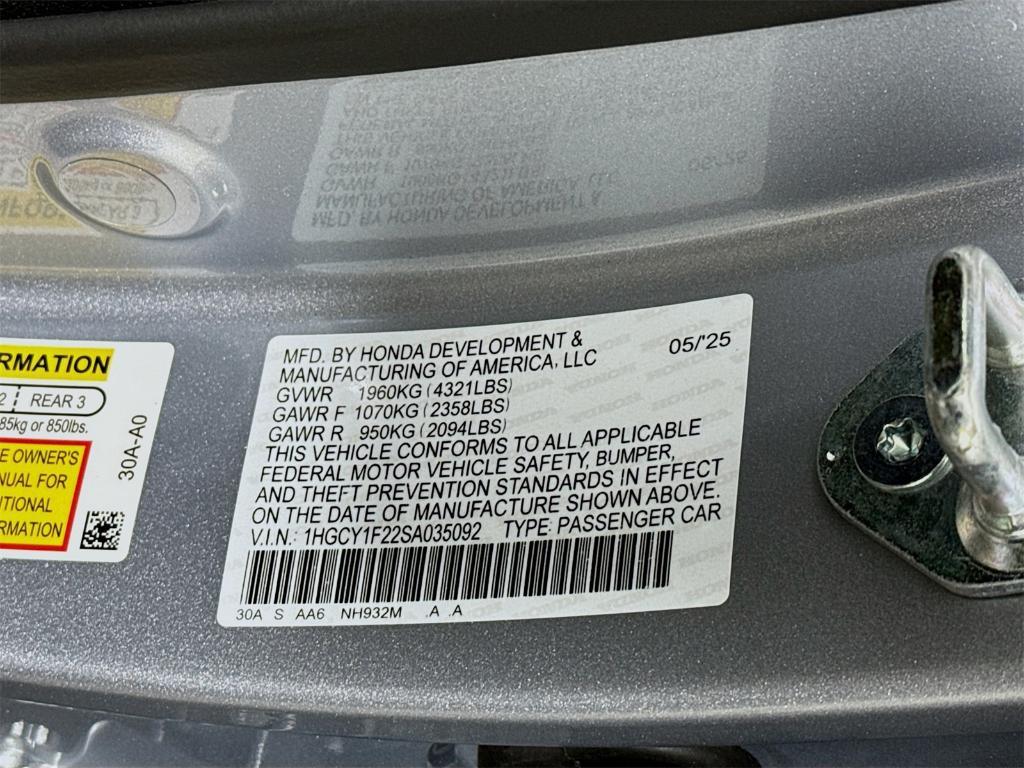 MFD. BY HONDA DEVELOPMENT &
MANUFACTURING OF AMERICA, LLC
05/'25
GVWR 1960KG (4321LBS)
GAWR F 1070KG (2358LBS)
GAWR R 950KG (2094LBS)
THIS VEHICLE CONFORMS TO ALL APPLICABLE
FEDERAL MOTOR VEHICLE SAFETY, BUMPER,
AND THEFT PREVENTION STANDARDS IN EFFECT
ON THE DATE OF MANUFACTURE SHOWN ABOVE.
V.I.N.: 1HGCY1F22SA035092 TYPE: PASSENGER CAR
30A S AA6 NH932M .A .A
RMATION
2 REAR 3
85kg or 850lbs.
E OWNER'S
NUAL FOR
ITIONAL
ORMATION
30A-A0